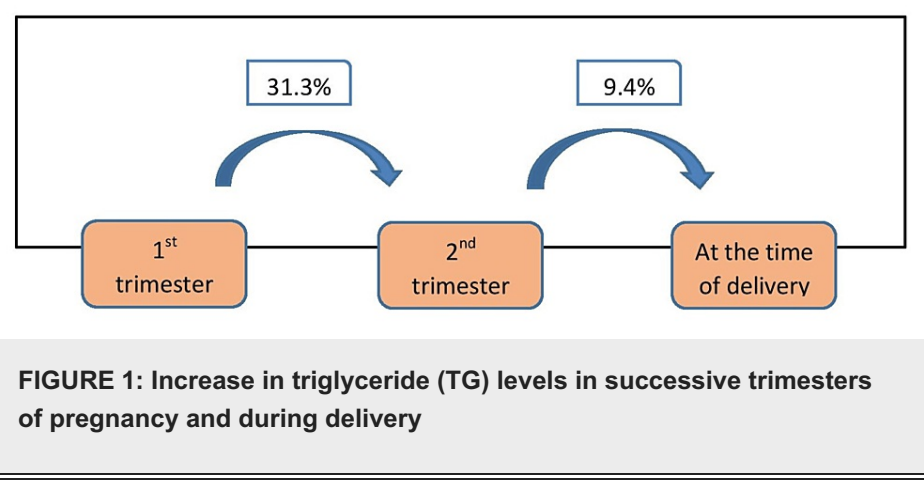 31.3%
9.4%
1st
trimester
2nd
trimester
At the time
of delivery
FIGURE 1: Increase in triglyceride (TG) levels in successive trimesters
of pregnancy and during delivery